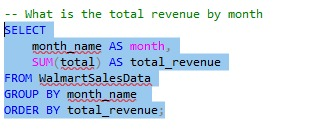 -- What is the total revenue by month
SELECT
    month_name AS month,
    SUM(total) AS total_revenue
FROM WalmartSalesData
GROUP BY month_name
ORDER BY total_revenue;